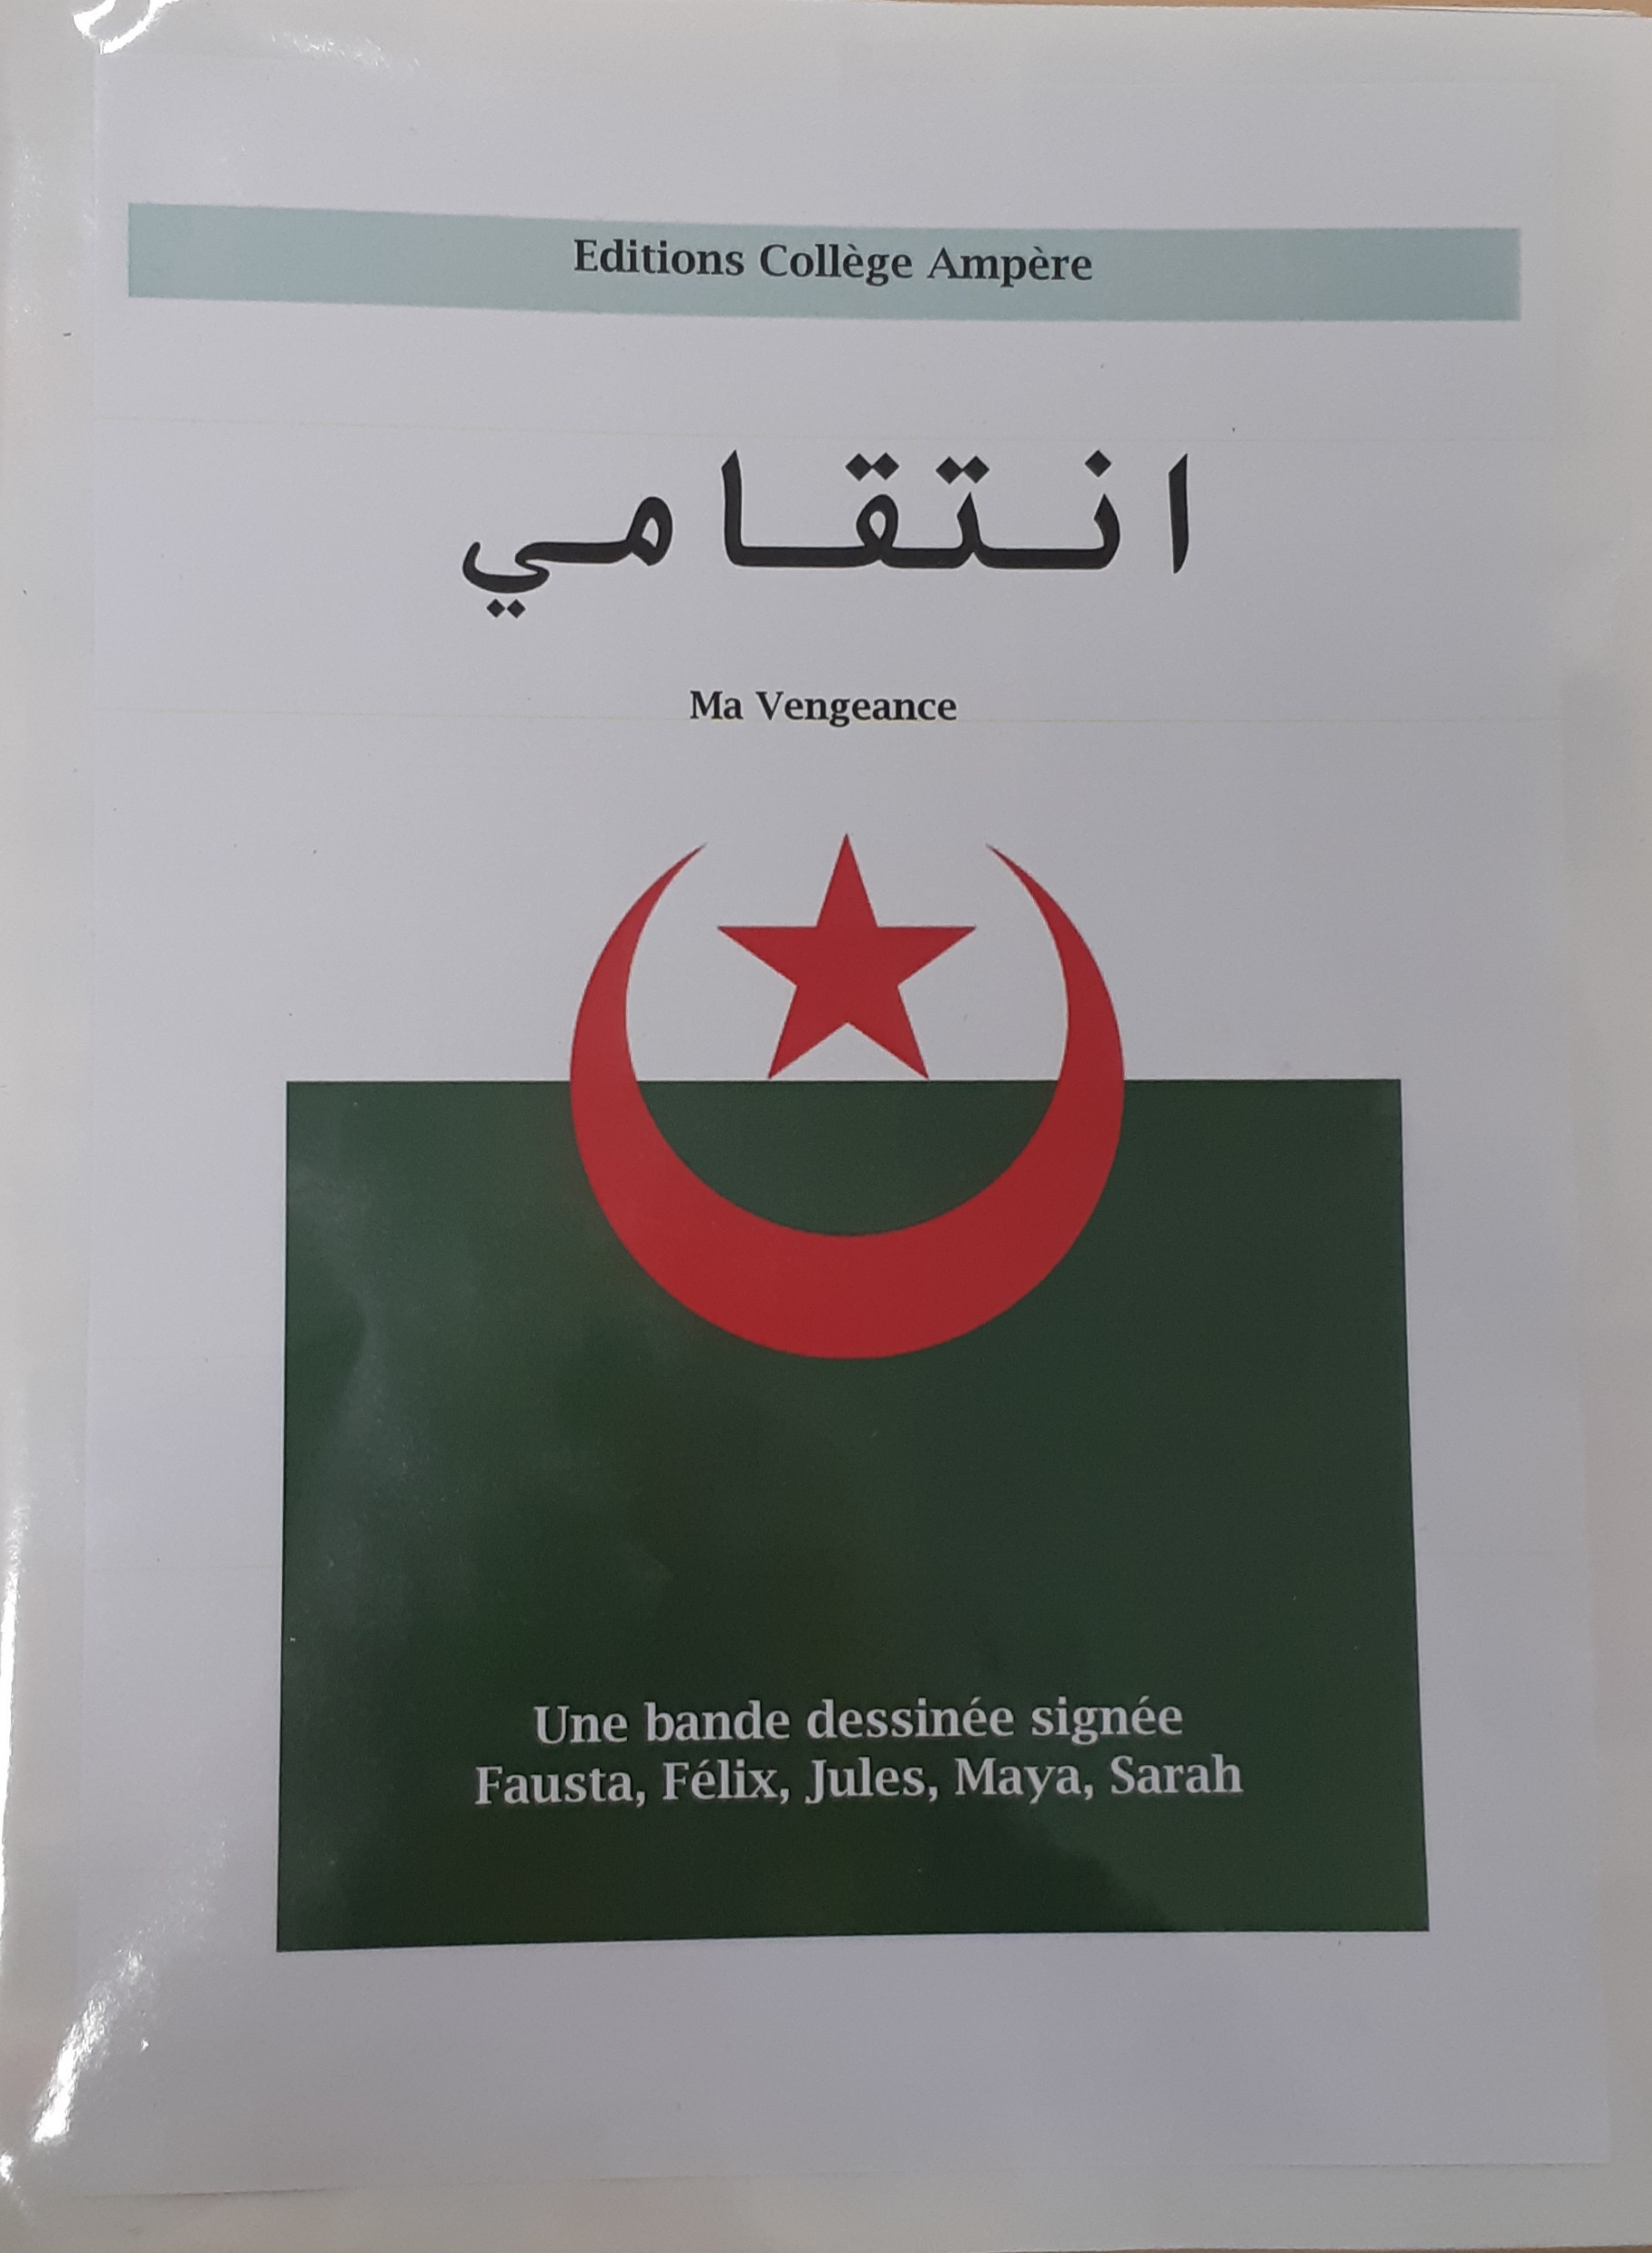 Editions Collège Ampère
انتقامي
Ma Vengeance
Une bande dessinée signée
Fausta, Félix, Jules, Maya, Sarah